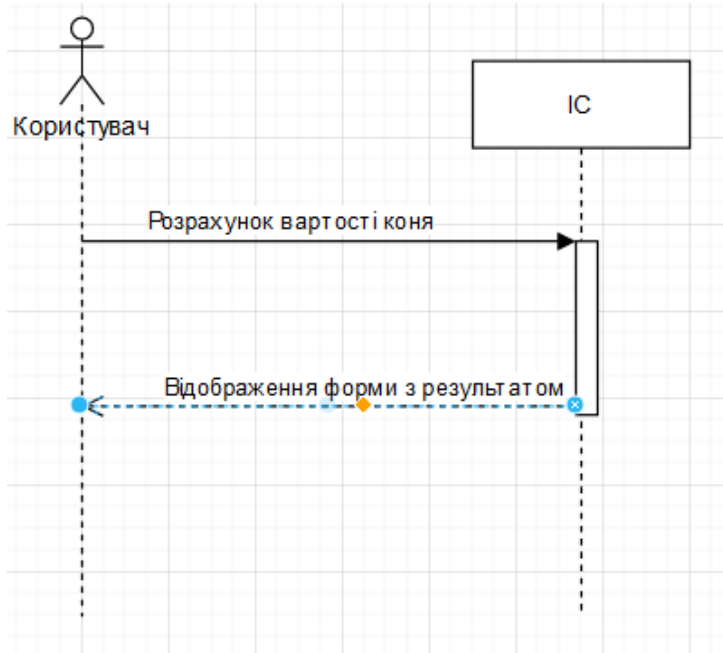 Користувач
ІС
Розрахунок вартості коня
Відображення форми з результатом